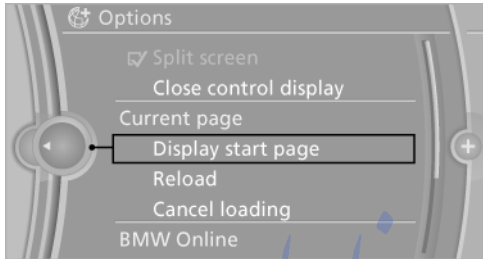 Options
Split screen
Close control display
Current page
Display start page
Reload
Cancel loading
BMW Online